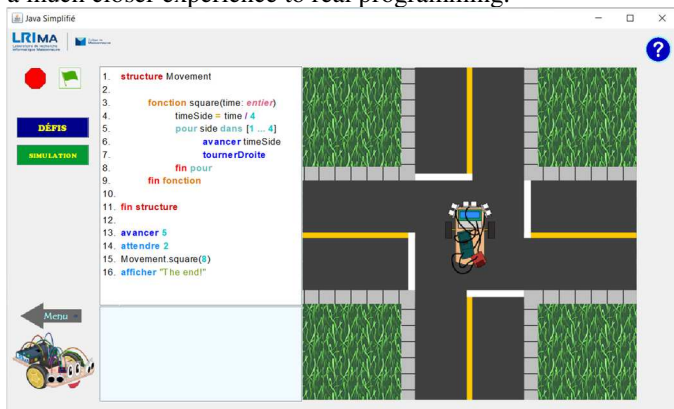 a much closer experience to real programming.
Java Simplifié
LRIMA
?
DÉFIS
SIMULATION
Menu
1. structure Movement
2.
3. fonction square(time: entier)
4. timeSide = time / 4
5. pour side dans [1 ... 4]
6. avancer timeSide
7. tournerDroite
8. fin pour
9. fin fonction
10.
11. fin structure
12.
13. avancer 5
14. attendre 2
15. Movement.square(8)
16. afficher "The end!"